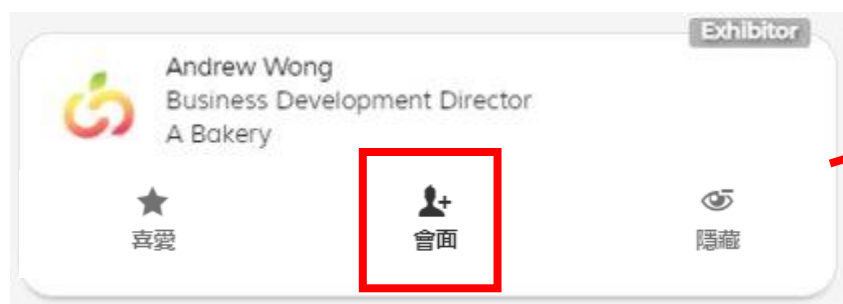 Exhibitor
Andrew Wong
Business Development Director
A Bakery
喜愛
會面
隱藏